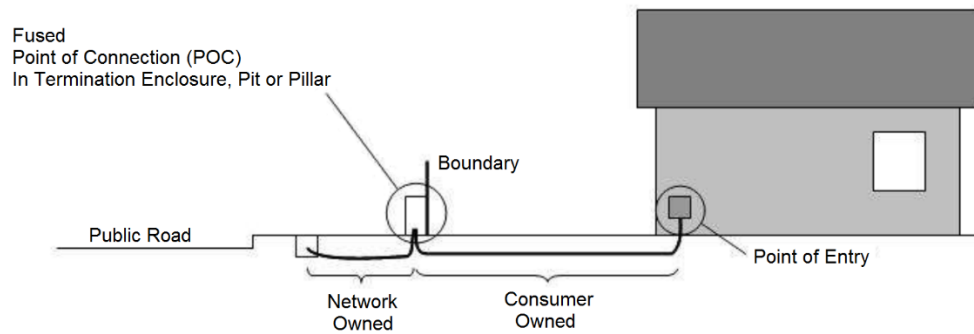 Fused
Point of Connection (POC)
In Termination Enclosure, Pit or Pillar
Boundary
Public Road
Point of Entry
Network
Owned
Consumer
Owned